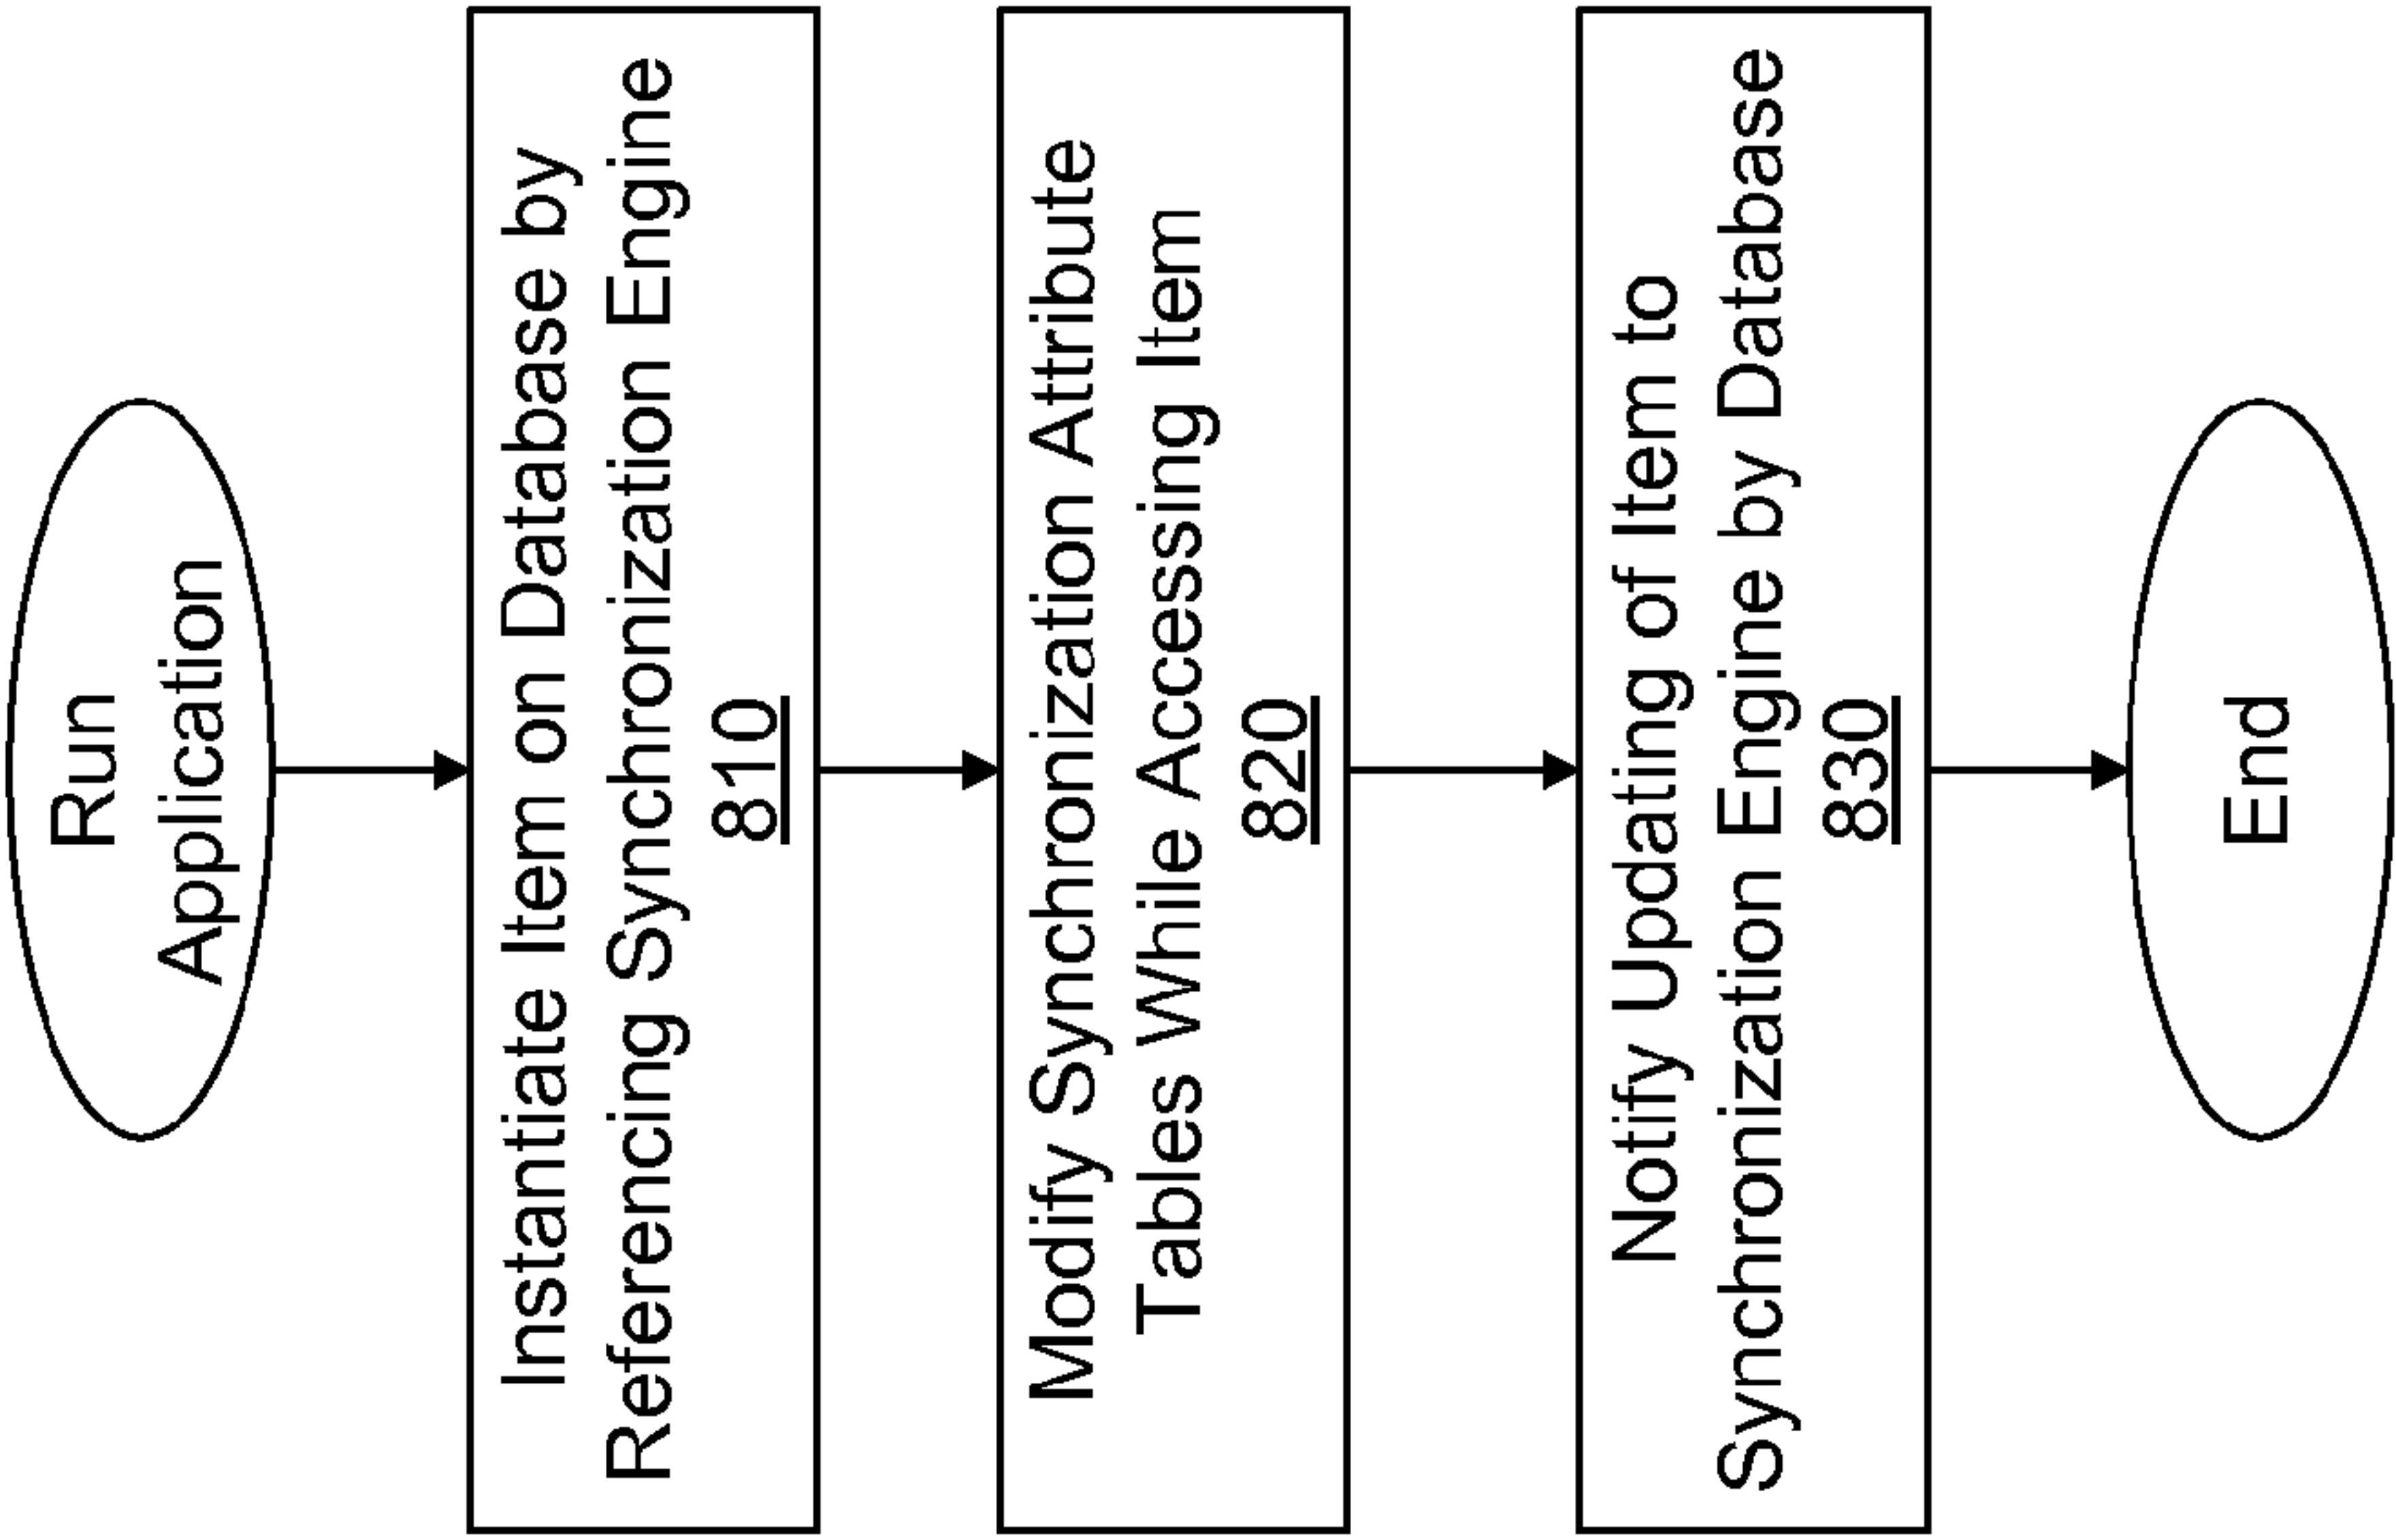 Run
Application
Instantiate Item on Database by
Referencing Synchronization Engine
810
Modify Synchronization Attribute
Tables While Accessing Item
820
Notify Updating of Item to
Synchronization Engine by Database
830
End